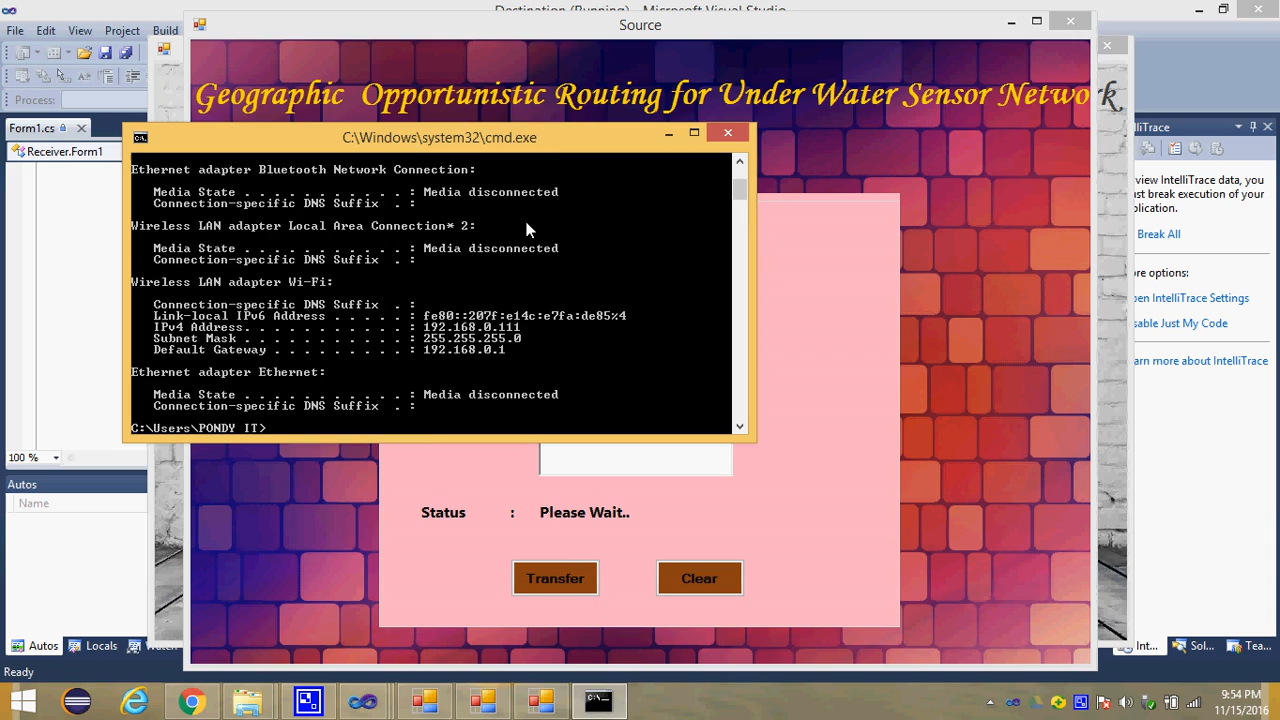 Destination (Running) - Microsoft Visual Studio
Source
File Edit View Project Build
Geographic Opportunistic Routing for Under Water Sensor Network
Process:
Form1.cs
Receiver.Form1
C:\Windows\system32\cmd.exe
Ethernet adapter Bluetooth Network Connection:
Media State . . . . . . . . . . . : Media disconnected
Connection-specific DNS Suffix . :
Wireless LAN adapter Local Area Connection* 2:
Media State . . . . . . . . . . . : Media disconnected
Connection-specific DNS Suffix . :
Wireless LAN adapter Wi-Fi:
Connection-specific DNS Suffix . :
Link-local IPv6 Address . . . . . : fe80::207f:e14c:e7fa:de85%4
IPv4 Address. . . . . . . . . . . : 192.168.0.111
Subnet Mask . . . . . . . . . . . : 255.255.255.0
Default Gateway . . . . . . . . . : 192.168.0.1
Ethernet adapter Ethernet:
Media State . . . . . . . . . . . : Media disconnected
Connection-specific DNS Suffix . :
C:\Users\PONDY IT>
lliTrace
view IntelliTrace data, you
ust break execution of your
plication.
Break All
ore options:
pen IntelliTrace Settings
sable Just My Code
arn more about IntelliTrace
100 %
Autos
Name
Status : Please Wait..
Transfer Clear
Autos Locals Watch
Int... Sol... Tea...
Ready
9:54 PM
11/15/2016